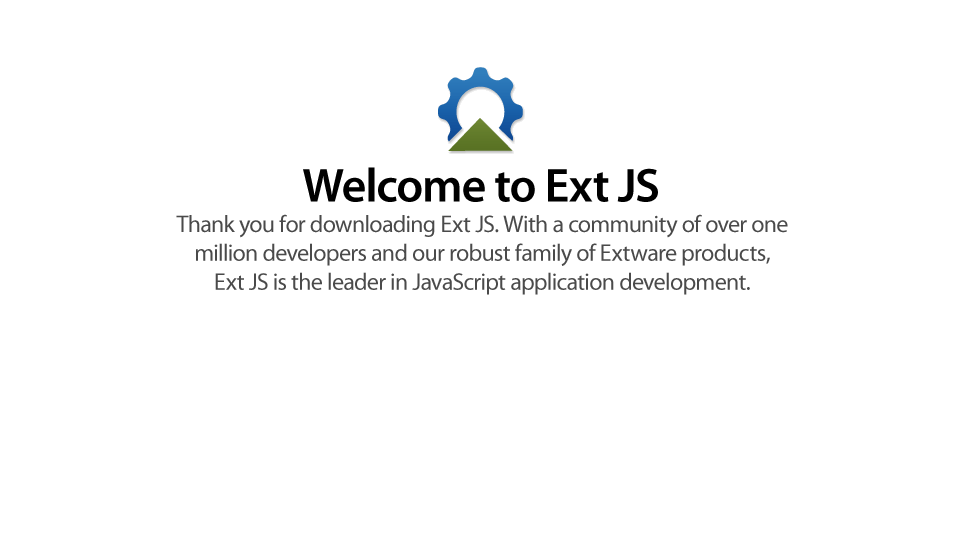 Welcome to Ext JS
Thank you for downloading Ext JS. With a community of over one
million developers and our robust family of Extware products,
Ext JS is the leader in JavaScript application development.